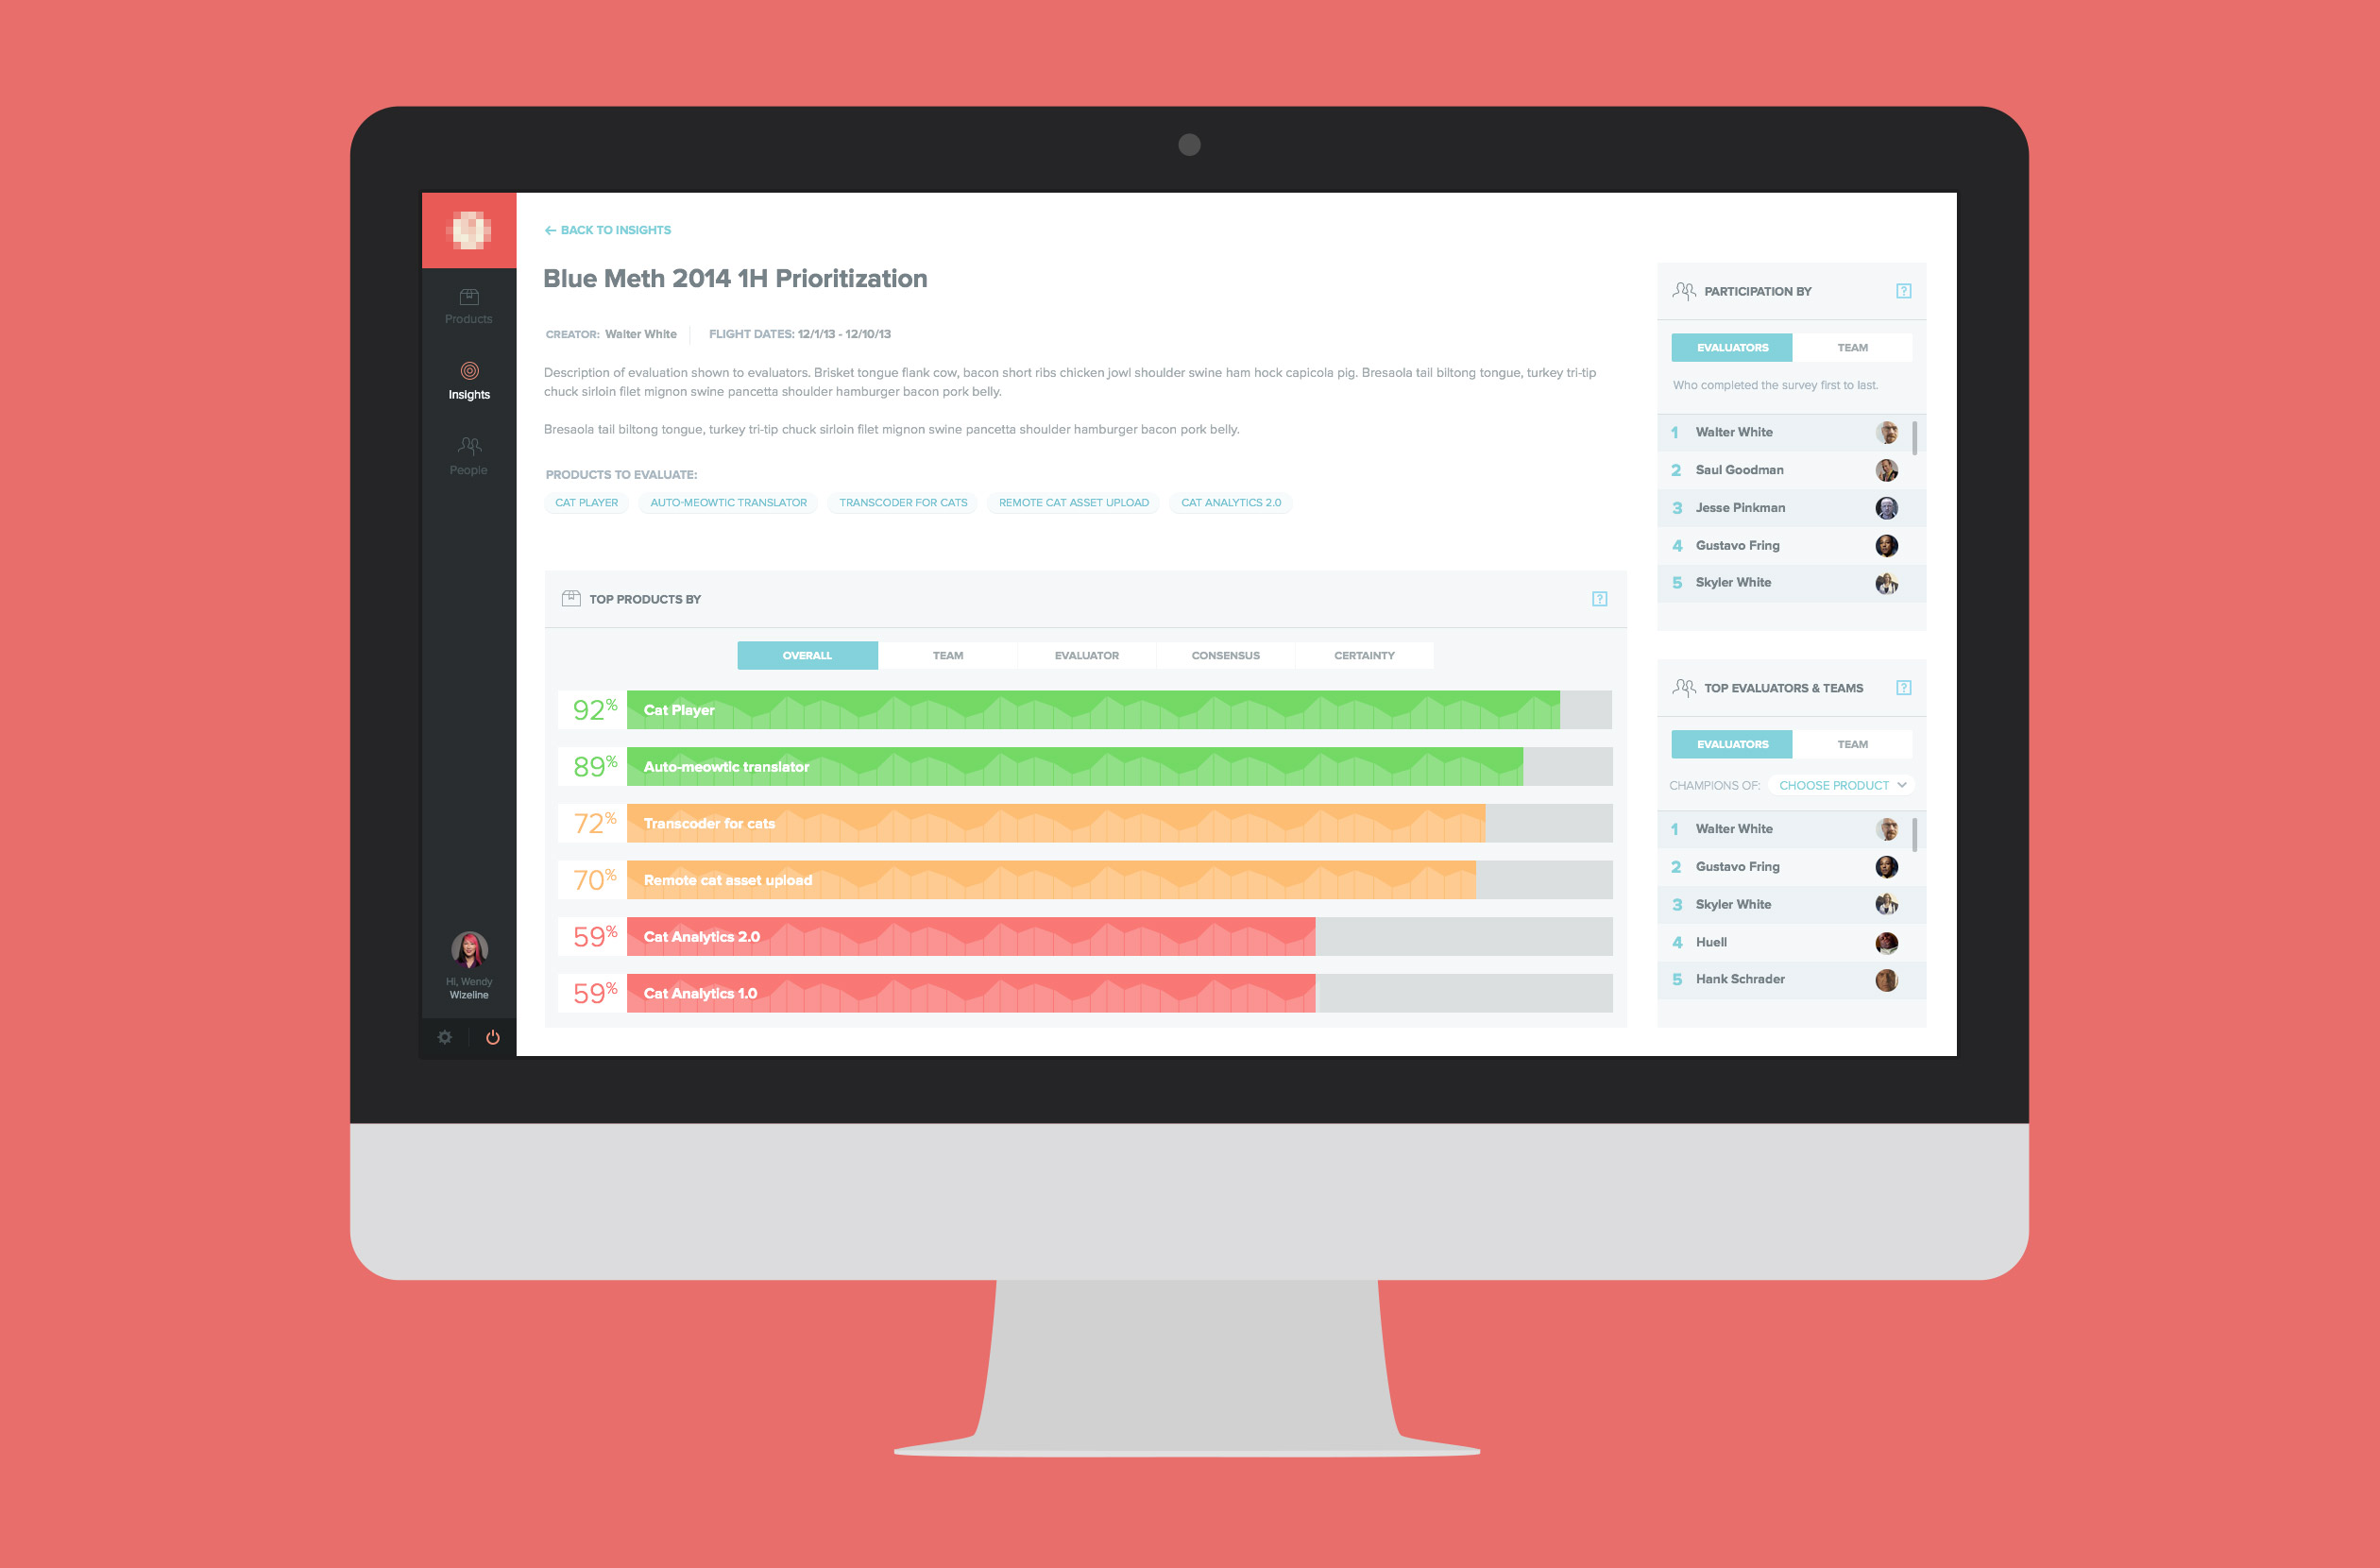 Products
Insights
People
Hi, Wendy
Wizeline
BACK TO INSIGHTS
Blue Meth 2014 1H Prioritization
CREATOR: Walter White
FLIGHT DATES: 12/1/13 - 12/10/13
Description of evaluation shown to evaluators. Brisket tongue flank cow, bacon short ribs chicken jowl shoulder swine ham hock capicola pig. Bresaola tail biltong tongue, turkey tri-tip
chuck sirloin filet mignon swine pancetta shoulder hamburger bacon pork belly.
Bresaola tail biltong tongue, turkey tri-tip chuck sirloin filet mignon swine pancetta shoulder hamburger bacon pork belly.
PRODUCTS TO EVALUATE:
CAT PLAYER AUTO-MEOWTIC TRANSLATOR TRANSCODER FOR CATS REMOTE CAT ASSET UPLOAD CAT ANALYTICS 2.0
TOP PRODUCTS BY ?
OVERALL TEAM EVALUATOR CONSENSUS CERTAINTY
92% Cat Player
89% Auto-meowtic translator
72% Transcoder for cats
70% Remote cat asset upload
59% Cat Analytics 2.0
59% Cat Analytics 1.0
PARTICIPATION BY ?
EVALUATORS TEAM
Who completed the survey first to last.
1 Walter White
2 Saul Goodman
3 Jesse Pinkman
4 Gustavo Fring
5 Skyler White
TOP EVALUATORS & TEAMS ?
EVALUATORS TEAM
CHAMPIONS OF: CHOOSE PRODUCT
1 Walter White
2 Gustavo Fring
3 Skyler White
4 Huell
5 Hank Schrader